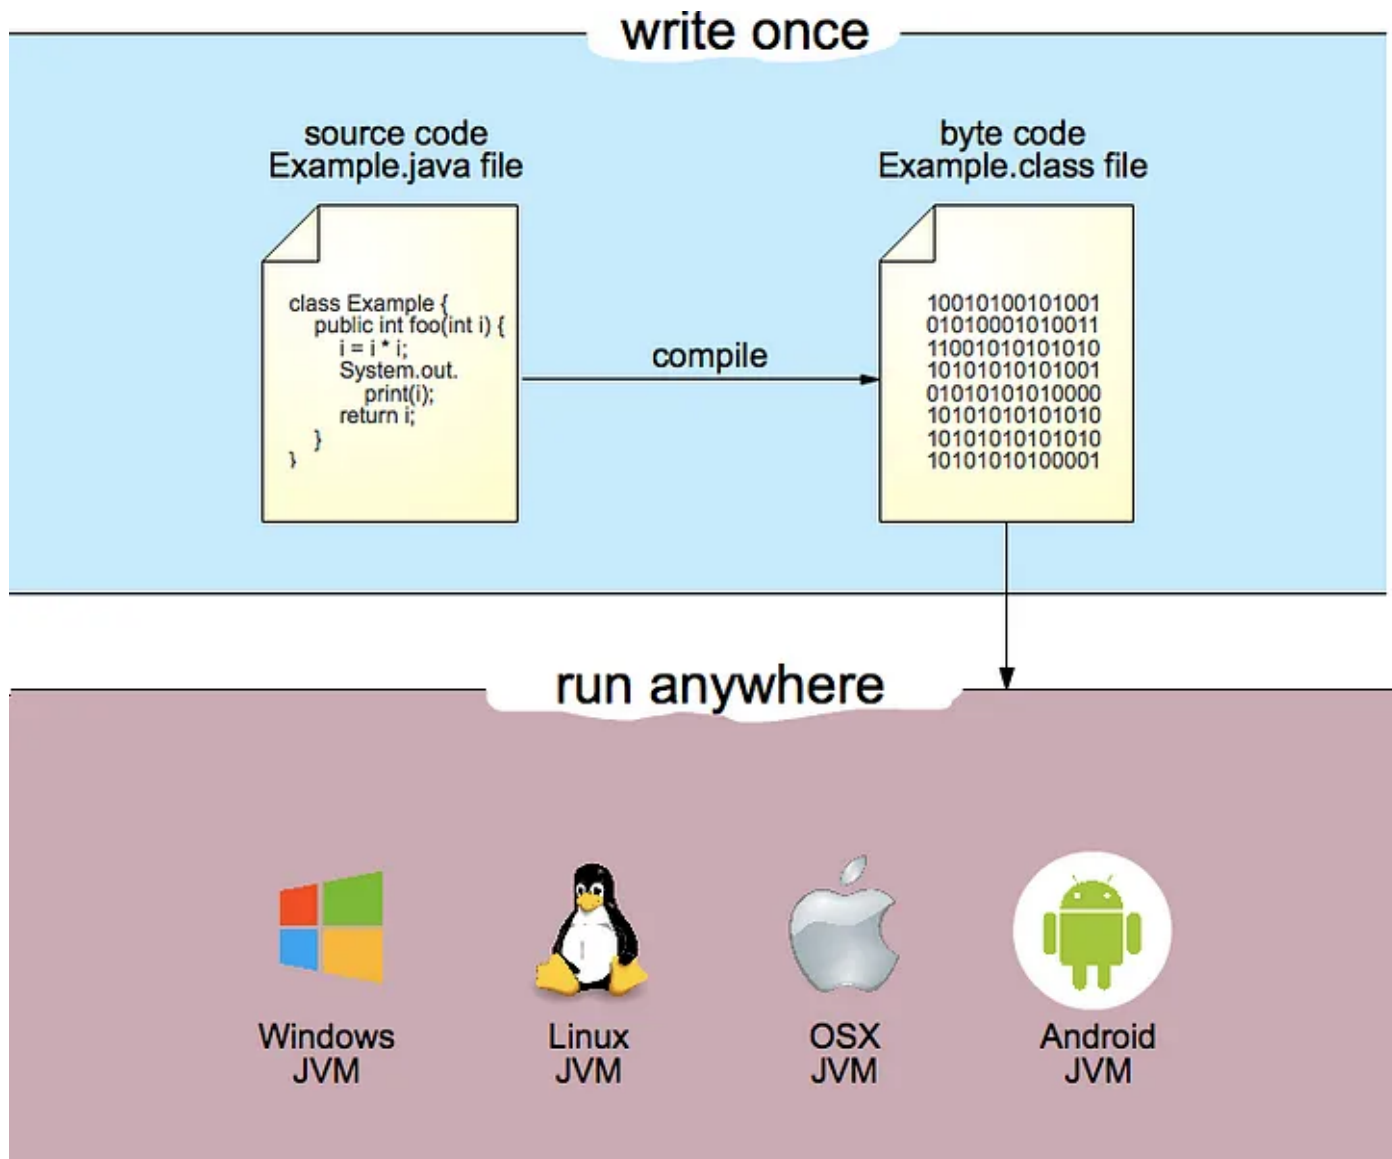 write once
source code
Example.java file
byte code
Example.class file
class Example {
public int foo(int i) {
i = i * i;
System.out.
print(i);
return i;
}
}
compile
10010100101001
01010001010011
11001010101010
10101010101001
01010101010000
10101010101010
10101010101010
10101010100001
run anywhere
Windows
JVM
Linux
JVM
OSX
JVM
Android
JVM